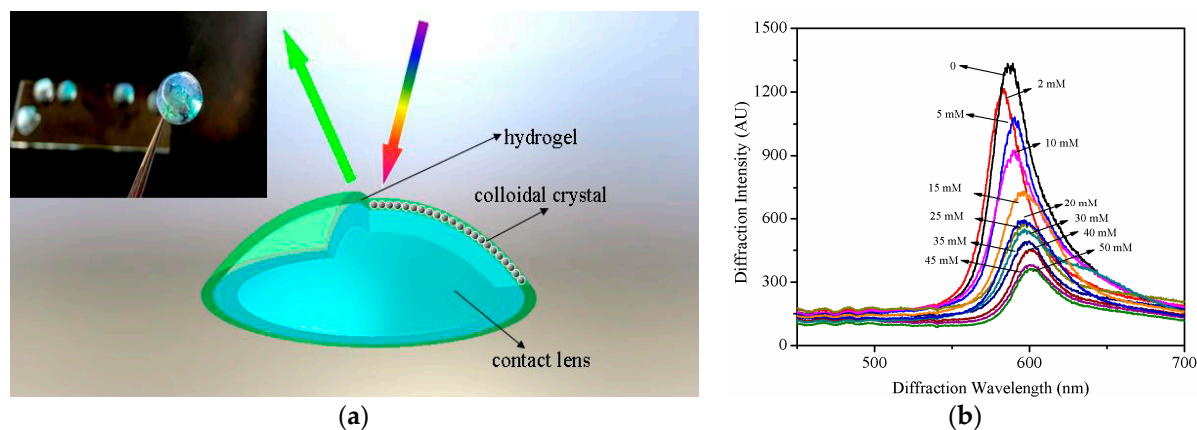 hydrogel
colloidal crystal
contact lens
(a)
1500
1200
900
600
300
0
Diffraction Intensity (AU)
0
2 mM
5 mM
10 mM
15 mM
20 mM
25 mM
30 mM
35 mM
40 mM
45 mM
50 mM
500
600
700
Diffraction Wavelength (nm)
(b)